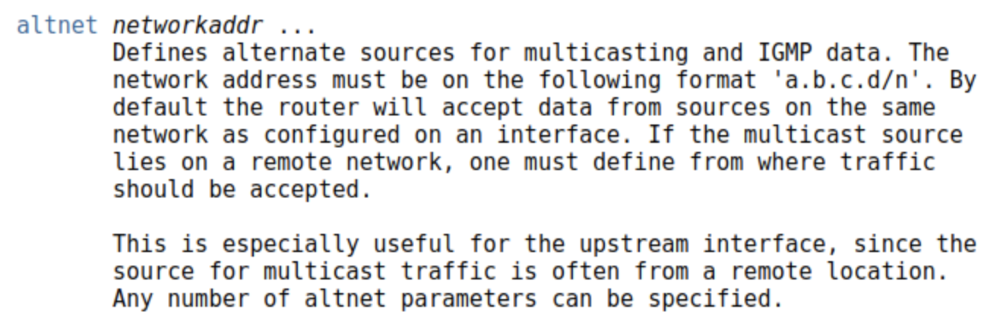 altnet networkaddr ...
Defines alternate sources for multicasting and IGMP data. The
network address must be on the following format 'a.b.c.d/n'. By
default the router will accept data from sources on the same
network as configured on an interface. If the multicast source
lies on a remote network, one must define from where traffic
should be accepted.
This is especially useful for the upstream interface, since the
source for multicast traffic is often from a remote location.
Any number of altnet parameters can be specified.